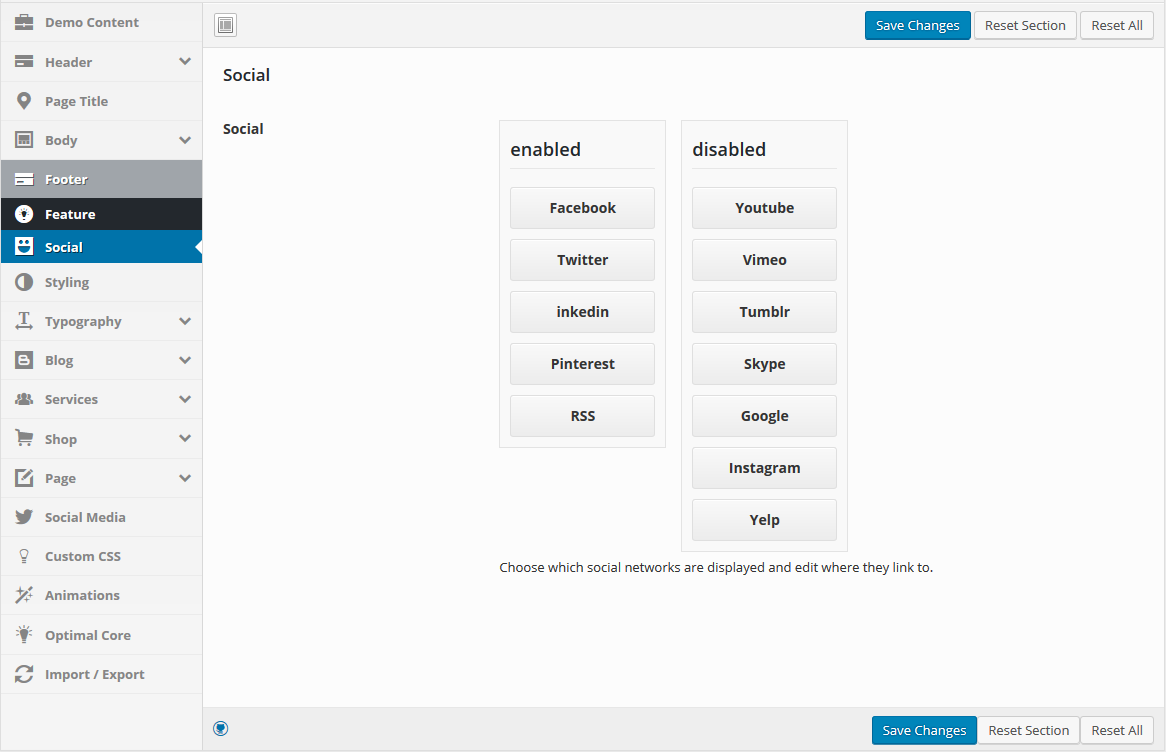 Demo Content
Header
Page Title
Body
Footer
Feature
Social
Styling
Typography
Blog
Services
Shop
Page
Social Media
Custom CSS
Animations
Optimal Core
Import / Export
Save Changes Reset Section Reset All
Social
Social
enabled
Facebook
Twitter
inkedin
Pinterest
RSS
disabled
Youtube
Vimeo
Tumblr
Skype
Google
Instagram
Yelp
Choose which social networks are displayed and edit where they link to.
Save Changes Reset Section Reset All